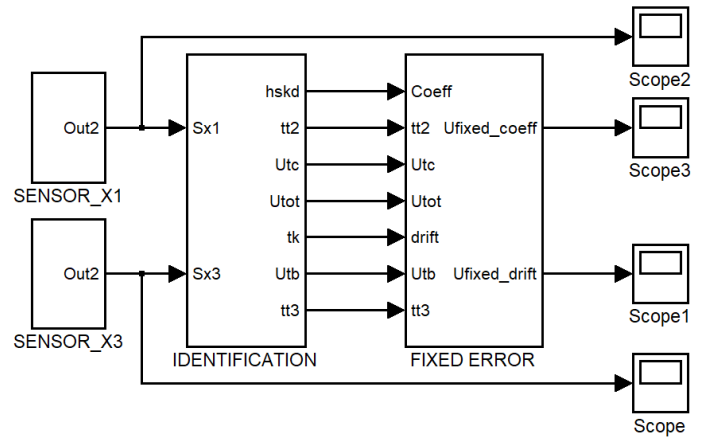 Scope2
Out2
SENSOR_X1
Sx1
hskd
tt2
Utc
Utot
tk
Utb
tt3
Sx3
IDENTIFICATION
Coeff
tt2
Utc
Utot
drift
Utb
tt3
Ufixed_coeff
Ufixed_drift
FIXED ERROR
Scope3
Out2
SENSOR_X3
Scope1
Scope